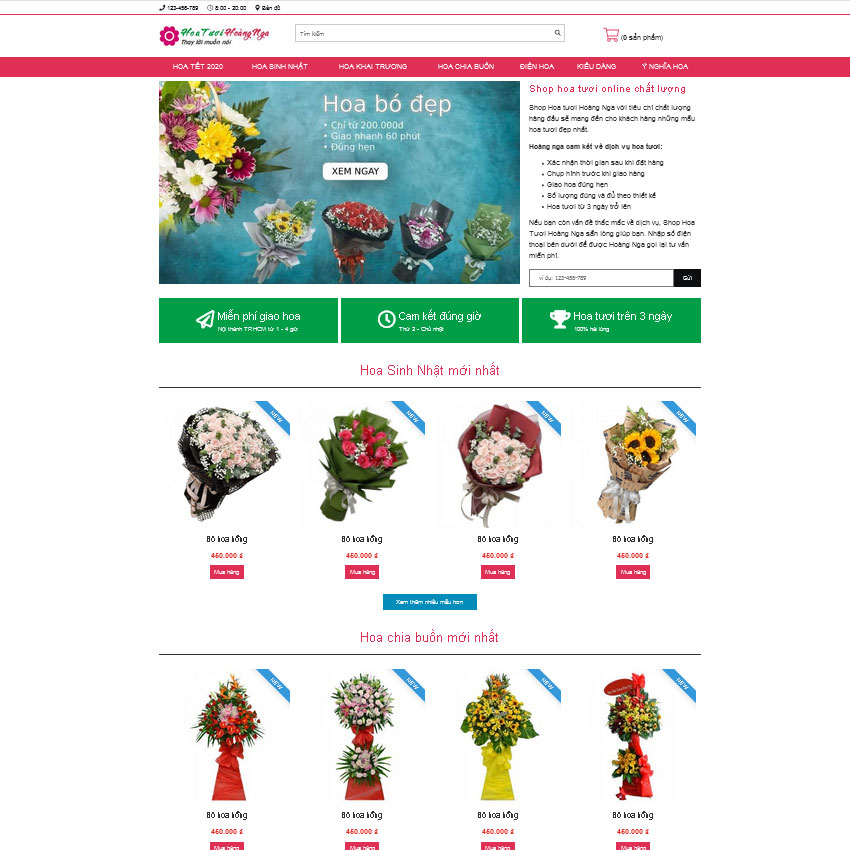 123-456-789 8:00 - 20:00 Bản đồ
HoaTươiHoàngNga
Thay lời muốn nói
Tìm kiếm
(0 sản phẩm)
HOA TẾT 2020 HOA SINH NHẬT HOA KHAI TRƯƠNG HOA CHIA BUỒN ĐIỆN HOA KIỂU DÁNG Ý NGHĨA HOA
Hoa bó đẹp
• Chỉ từ 200.000đ
• Giao nhanh 60 phút
• Đúng hẹn
XEM NGAY
Shop hoa tươi online chất lượng
Shop Hoa tươi Hoàng Nga với tiêu chí chất lượng
hàng đầu sẽ mang đến cho khách hàng những mẫu
hoa tươi đẹp nhất.
Hoàng nga cam kết về dịch vụ hoa tươi:
• Xác nhận thời gian sau khi đặt hàng
• Chụp hình trước khi giao hàng
• Giao hoa đúng hẹn
• Số lượng đúng và đủ theo thiết kế
• Hoa tươi từ 3 ngày trở lên
Nếu bạn còn vấn đề thắc mắc về dịch vụ, Shop Hoa
Tươi Hoàng Nga sẵn lòng giúp bạn. Nhập số điện
thoại bên dưới để được Hoàng Nga gọi lại tư vấn
miễn phí.
ví dụ: 123-456-789 Gửi
Miễn phí giao hoa
Nội thành TP.HCM từ 1 - 4 giờ
Cam kết đúng giờ
Thứ 2 - Chủ nhật
Hoa tươi trên 3 ngày
100% hài lòng
Hoa Sinh Nhật mới nhất
NEW NEW NEW NEW
Bó hoa hồng Bó hoa hồng Bó hoa hồng Bó hoa hồng
450.000 ₫ 450.000 ₫ 450.000 ₫ 450.000 ₫
Mua hàng Mua hàng Mua hàng Mua hàng
Xem thêm nhiều mẫu hơn
Hoa chia buồn mới nhất
NEW NEW NEW NEW
Bó hoa hồng Bó hoa hồng Bó hoa hồng Bó hoa hồng
450.000 ₫ 450.000 ₫ 450.000 ₫ 450.000 ₫
Mua hàng Mua hàng Mua hàng Mua hàng